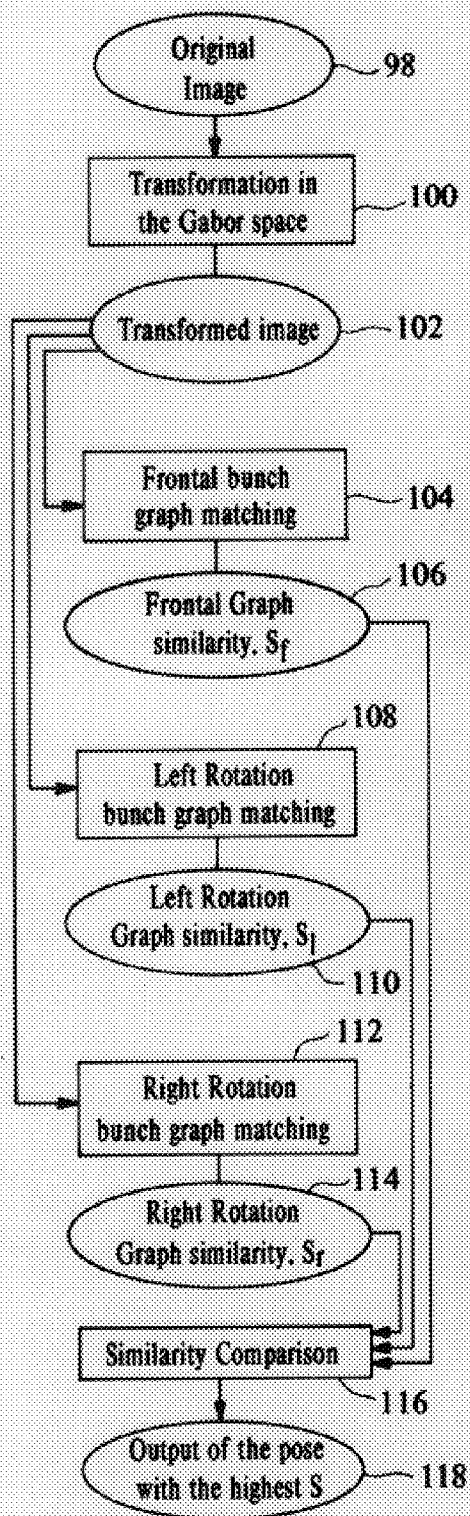 Original
Image
98
Transformation in
the Gabor space
100
Transformed image
102
Frontal bunch
graph matching
104
106
Frontal Graph
similarity, Sf
108
Left Rotation
bunch graph matching
Left Rotation
Graph similarity, Sl
110
112
Right Rotation
bunch graph matching
114
Right Rotation
Graph similarity, Sr
Similarity Comparison
116
Output of the pose
with the highest S
118